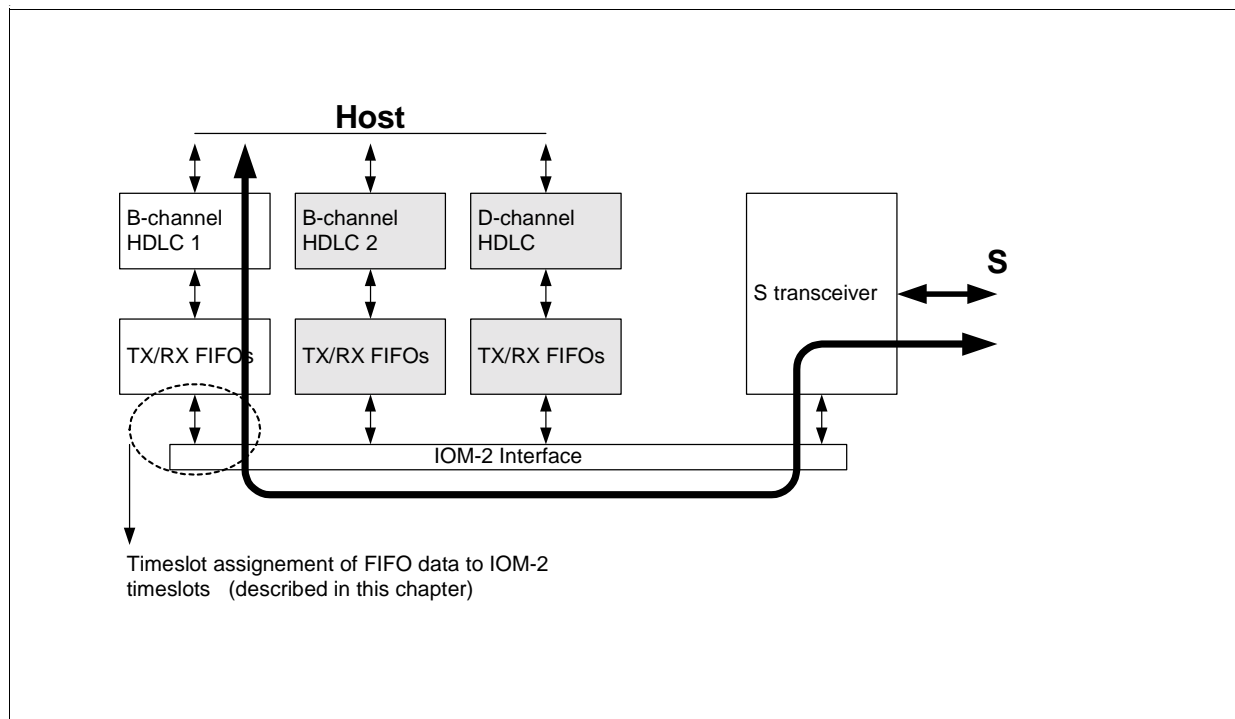 Host
B-channel
HDLC 1
B-channel
HDLC 2
D-channel
HDLC
S transceiver
S
TX/RX FIFOs
TX/RX FIFOs
TX/RX FIFOs
IOM-2 Interface
Timeslot assignement of FIFO data to IOM-2
timeslots (described in this chapter)